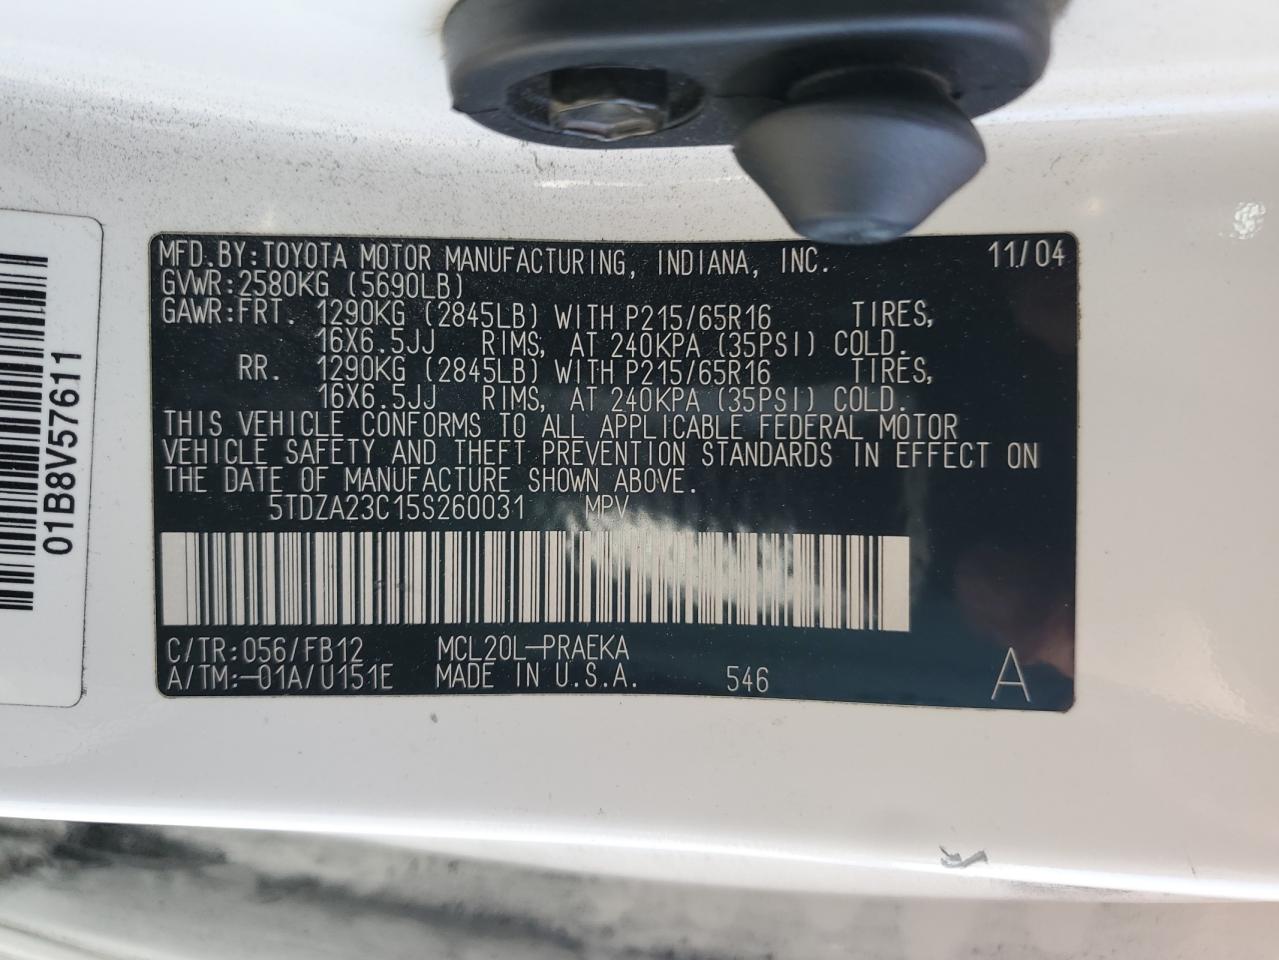 MFD.BY:TOYOTA MOTOR MANUFACTURING, INDIANA, INC. 11/04
GVWR:2580KG (5690LB)
GAWR:FRT. 1290KG (2845LB) WITH P215/65R16 TIRES,
16X6.5JJ RIMS, AT 240KPA (35PSI) COLD.
RR. 1290KG (2845LB) WITH P215/65R16 TIRES,
16X6.5JJ RIMS, AT 240KPA (35PSI) COLD.
THIS VEHICLE CONFORMS TO ALL APPLICABLE FEDERAL MOTOR
VEHICLE SAFETY AND THEFT PREVENTION STANDARDS IN EFFECT ON
THE DATE OF MANUFACTURE SHOWN ABOVE.
5TDZA23C15S260031 MPV
C/TR:056/FB12 MCL20L-PRAEKA
A/TM:-01A/U151E MADE IN U.S.A. 546 A
01B8V57611